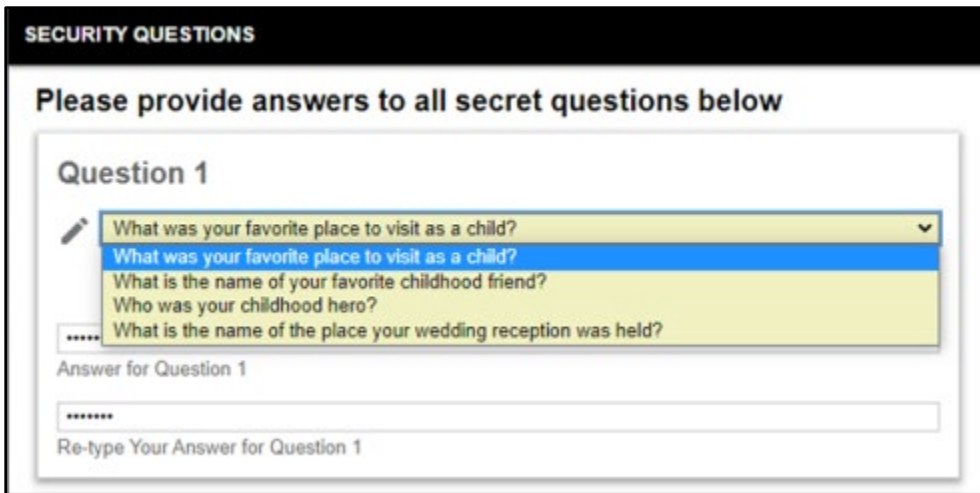 SECURITY QUESTIONS
Please provide answers to all secret questions below
Question 1
What was your favorite place to visit as a child?
What was your favorite place to visit as a child?
What is the name of your favorite childhood friend?
Who was your childhood hero?
What is the name of the place your wedding reception was held?
•••••
Answer for Question 1
•••••••
Re-type Your Answer for Question 1